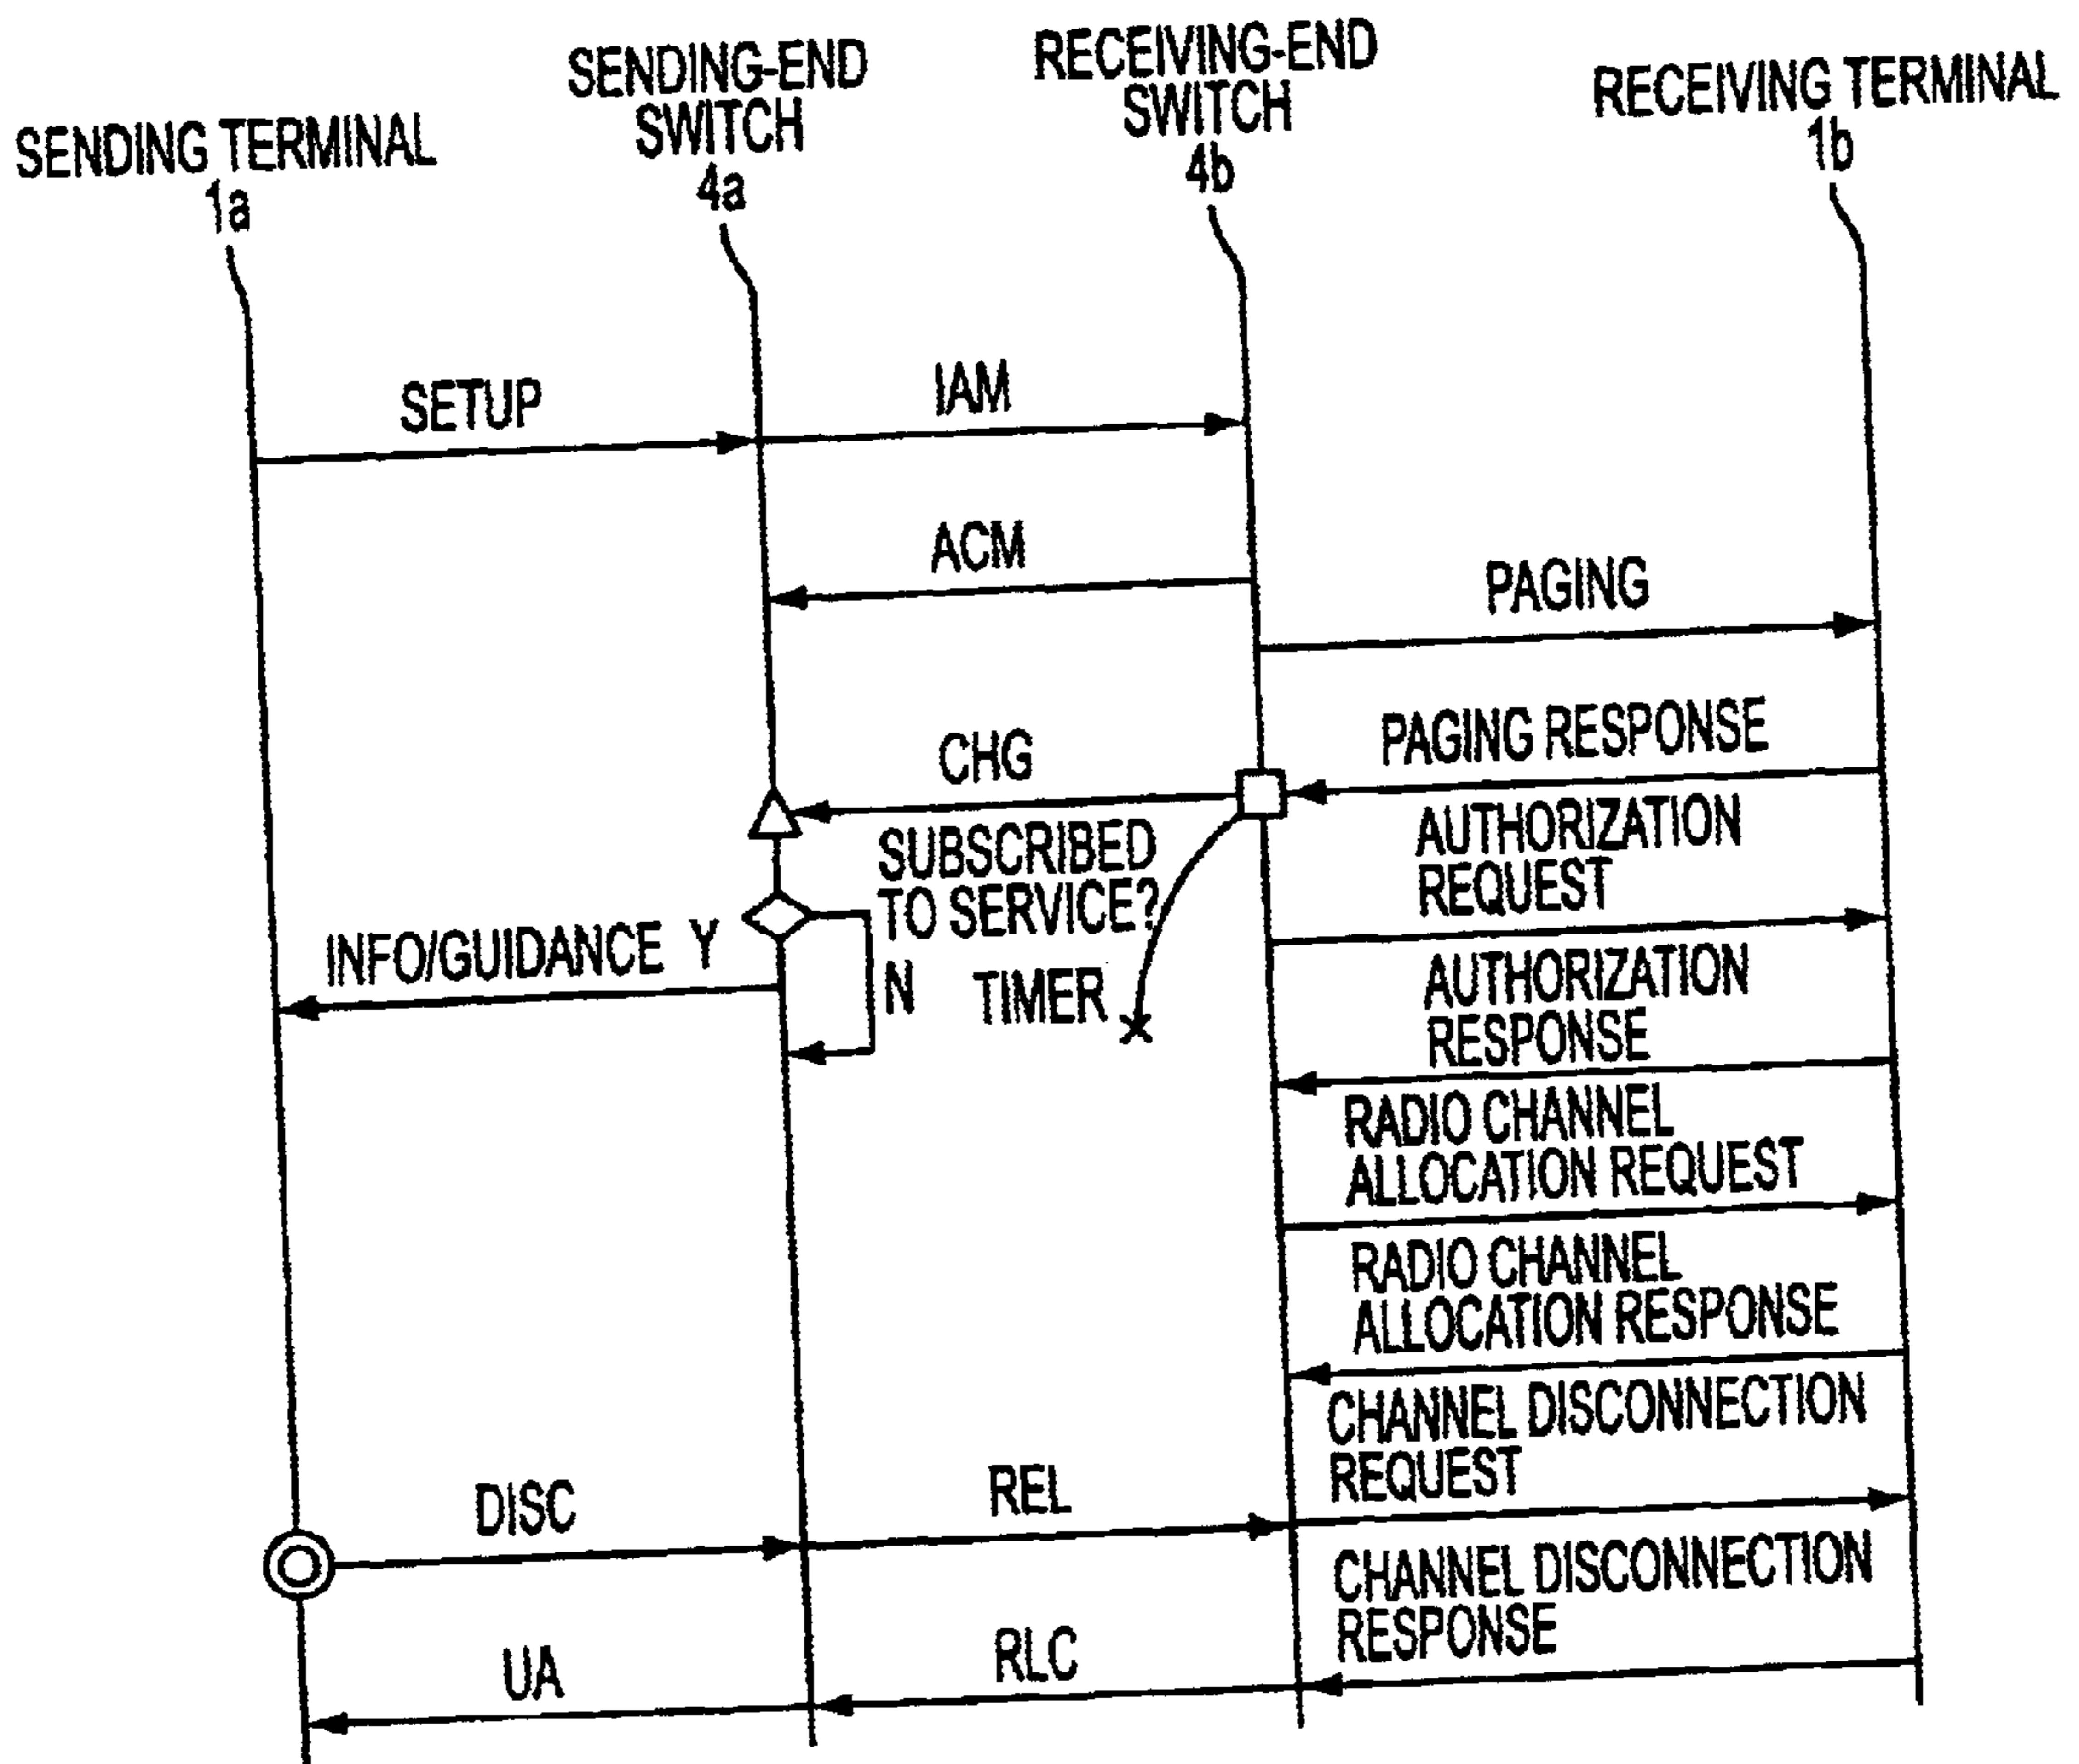 SENDING TERMINAL
1a
SENDING-END
SWITCH
4a
RECEIVING-END
SWITCH
4b
RECEIVING TERMINAL
1b
SETUP
IAM
ACM
PAGING
PAGING RESPONSE
CHG
AUTHORIZATION
REQUEST
SUBSCRIBED
TO SERVICE?
INFO/GUIDANCE Y
N
TIMER
AUTHORIZATION
RESPONSE
RADIO CHANNEL
ALLOCATION REQUEST
RADIO CHANNEL
ALLOCATION RESPONSE
CHANNEL DISCONNECTION
REQUEST
DISC
REL
CHANNEL DISCONNECTION
RESPONSE
UA
RLC